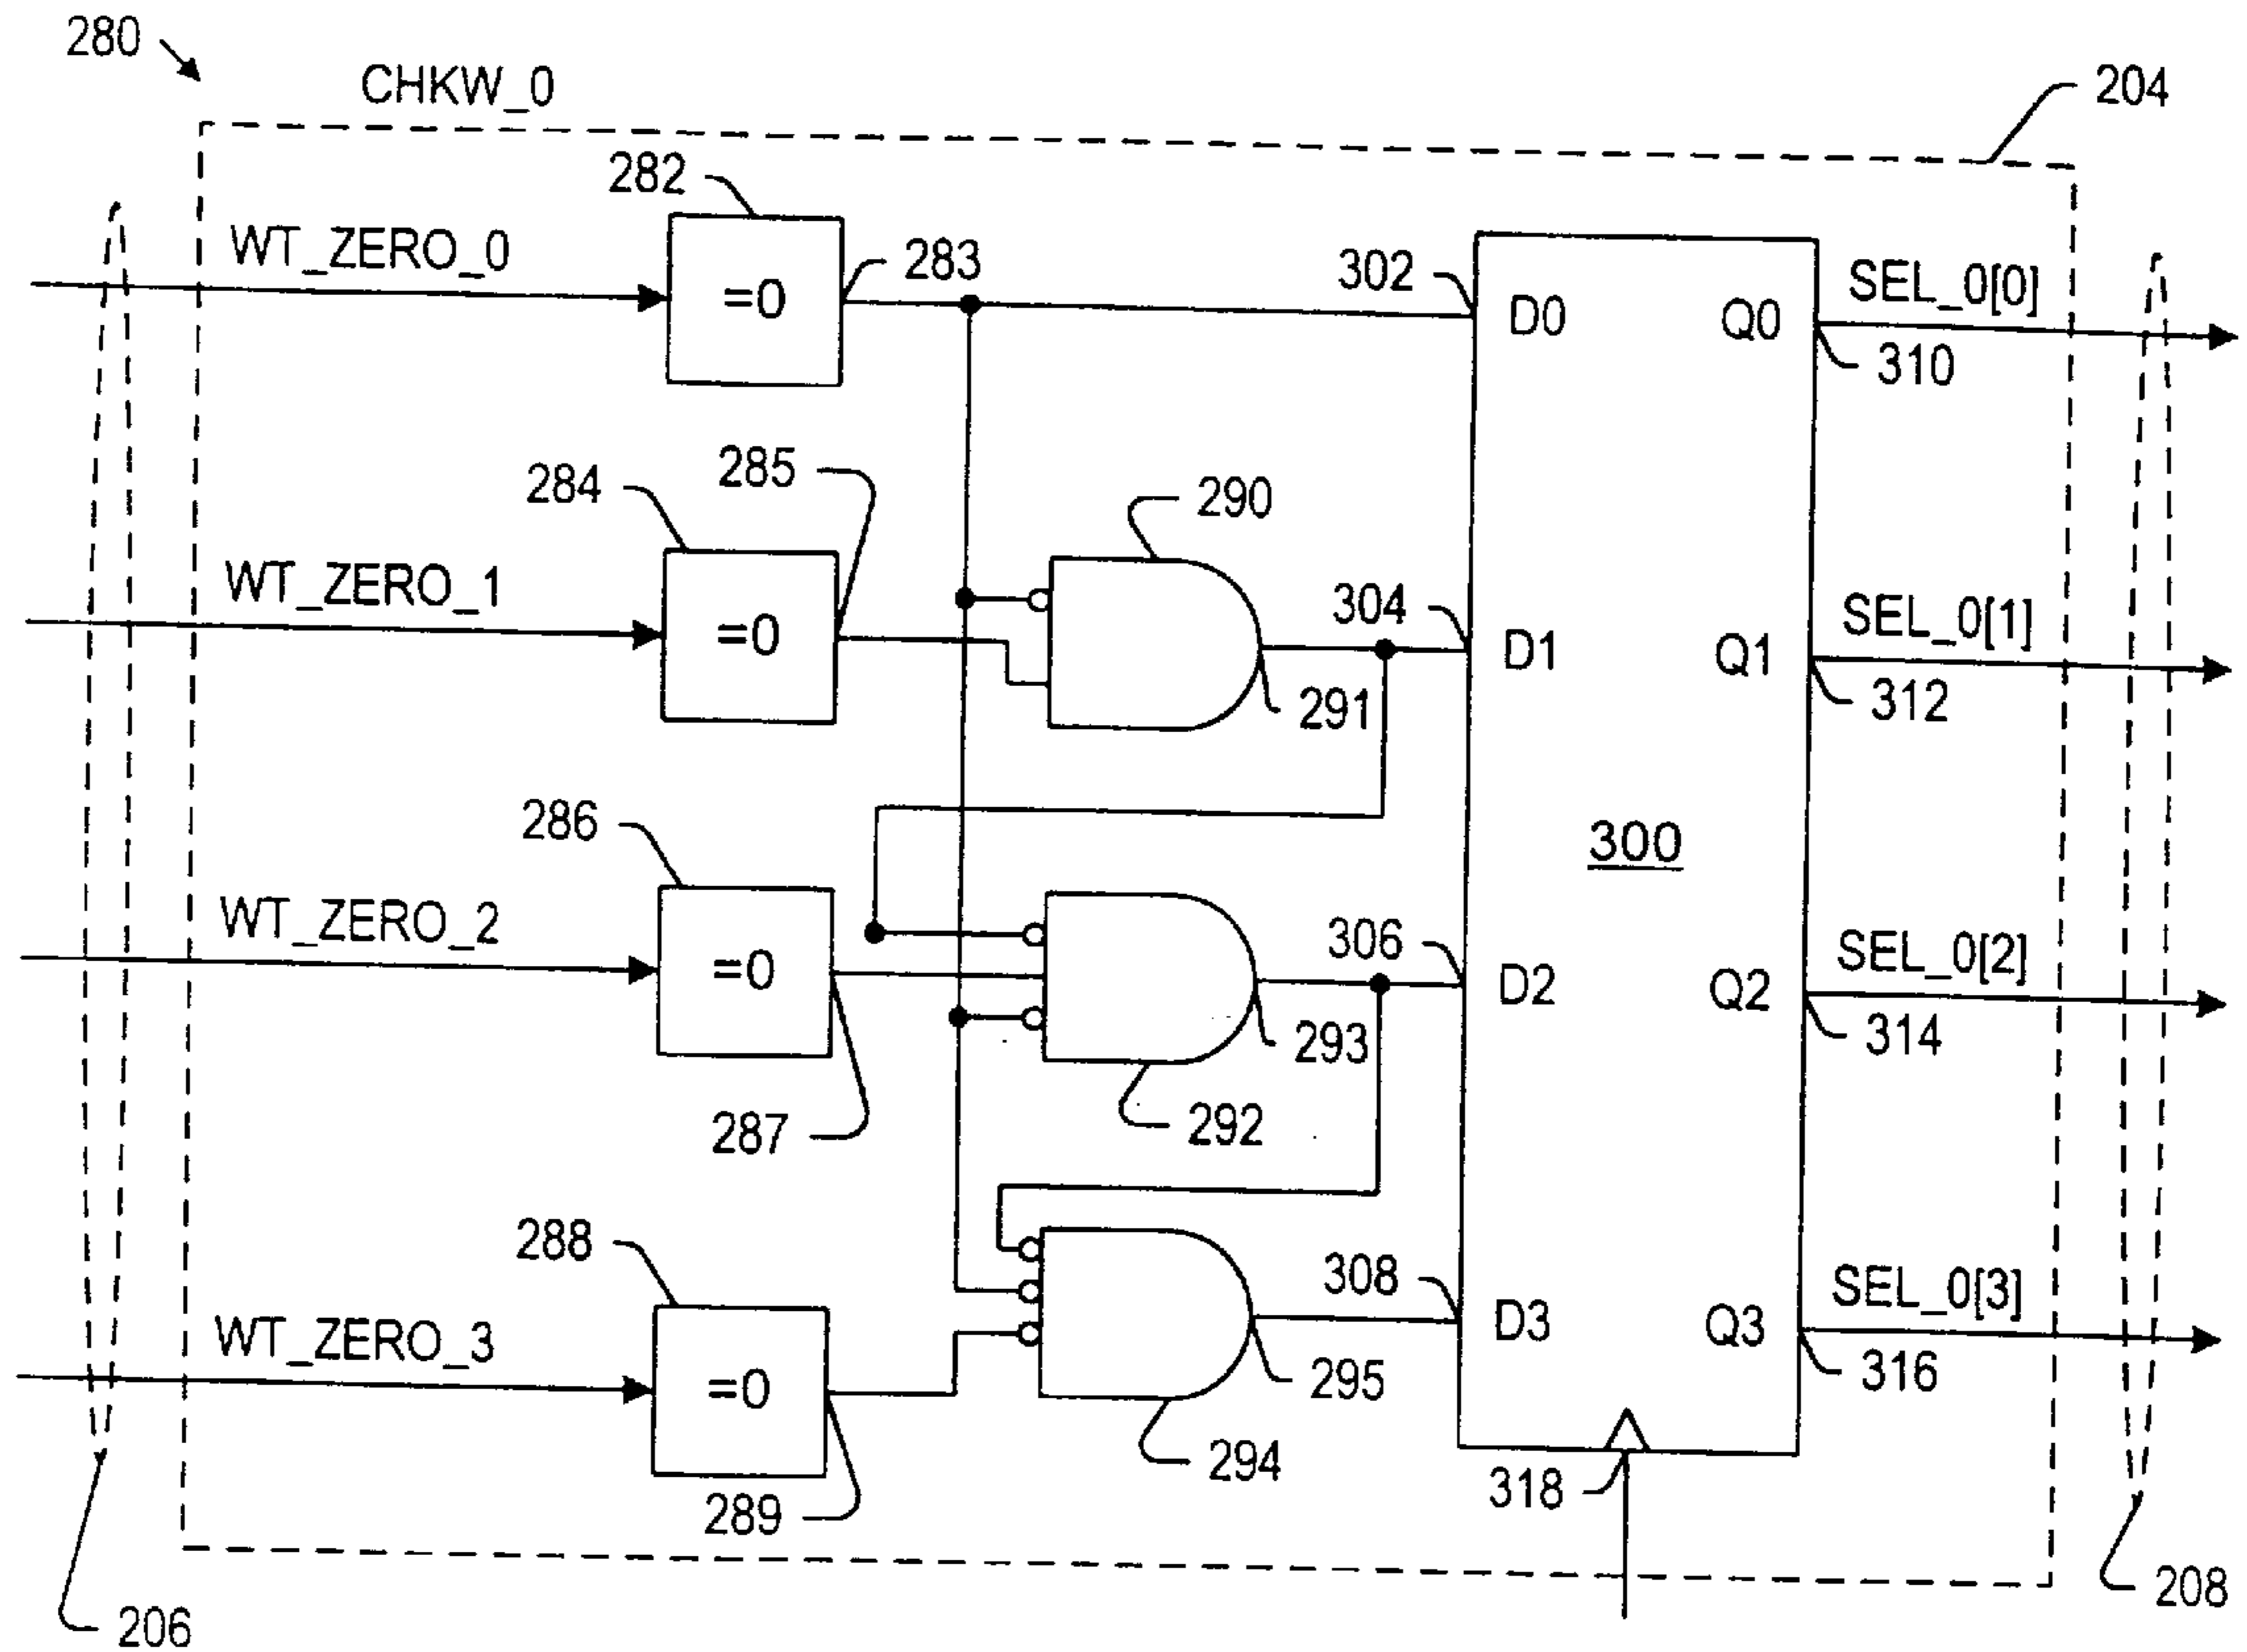 280
CHKW_0
204
282
WT_ZERO_0
=0
283
302
D0
Q0
SEL_0[0]
310
284
285
290
WT_ZERO_1
=0
304
D1
Q1
SEL_0[1]
291
312
286
300
WT_ZERO_2
=0
306
D2
Q2
SEL_0[2]
293
314
287
292
288
WT_ZERO_3
=0
308
D3
Q3
SEL_0[3]
295
316
289
294
318
206
208